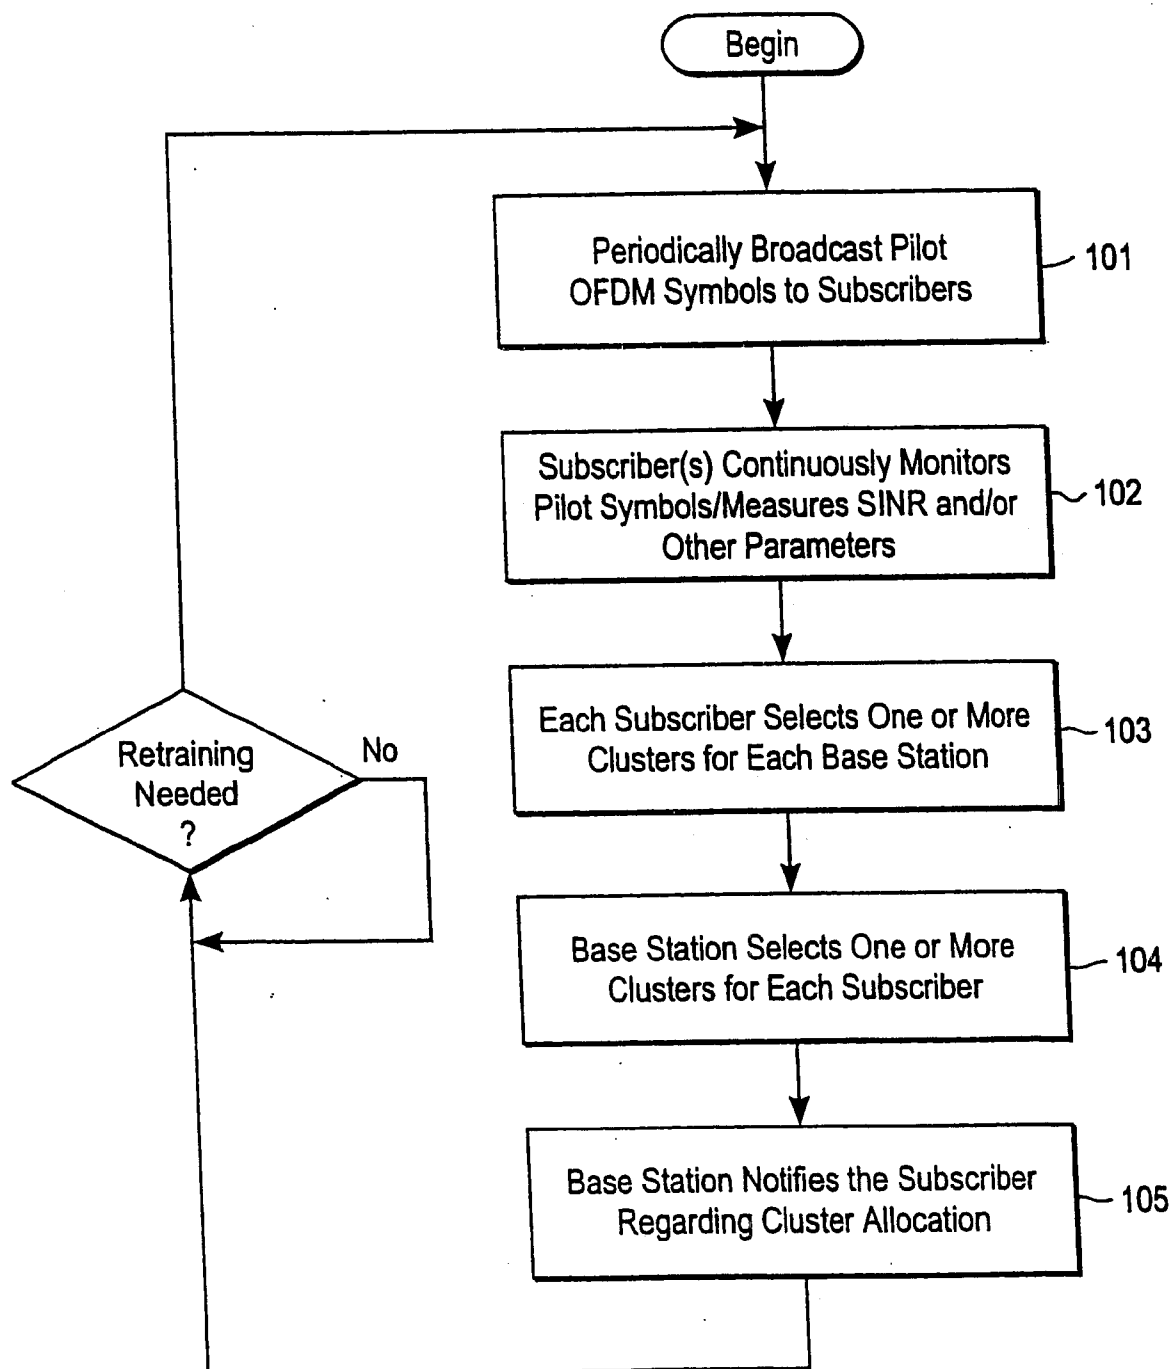 Begin
Periodically Broadcast Pilot
OFDM Symbols to Subscribers
101
Subscriber(s) Continuously Monitors
Pilot Symbols/Measures SINR and/or
Other Parameters
102
Each Subscriber Selects One or More
Clusters for Each Base Station
103
Retraining
Needed
?
No
Base Station Selects One or More
Clusters for Each Subscriber
104
Base Station Notifies the Subscriber
Regarding Cluster Allocation
105